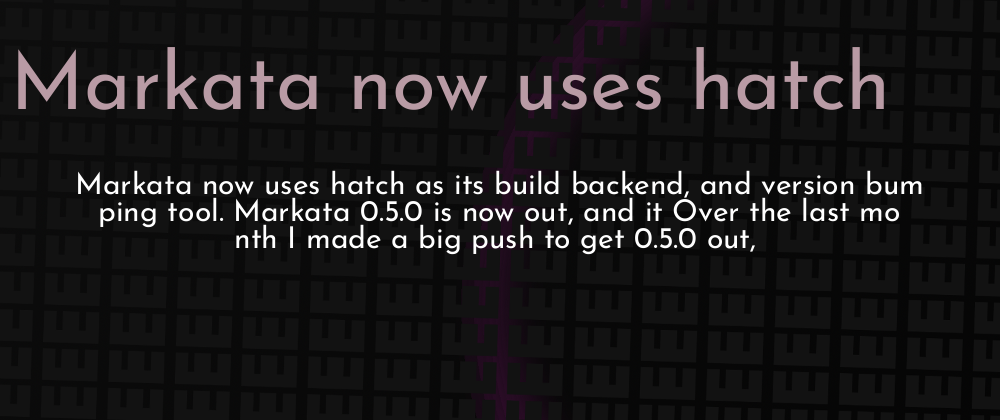 Markata now uses hatch
Markata now uses hatch as its build backend, and version bum
ping tool. Markata 0.5.0 is now out, and it Over the last mo
nth I made a big push to get 0.5.0 out,